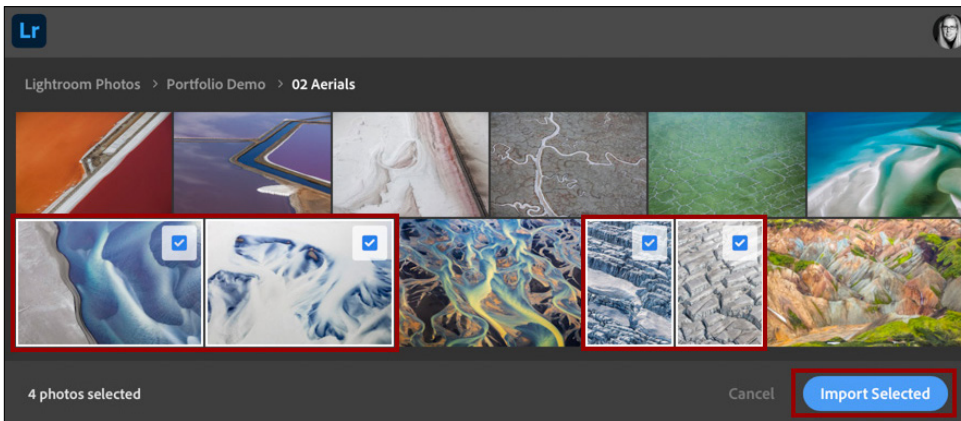 Lr
Lightroom Photos > Portfolio Demo > 02 Aerials
4 photos selected
Cancel
Import Selected